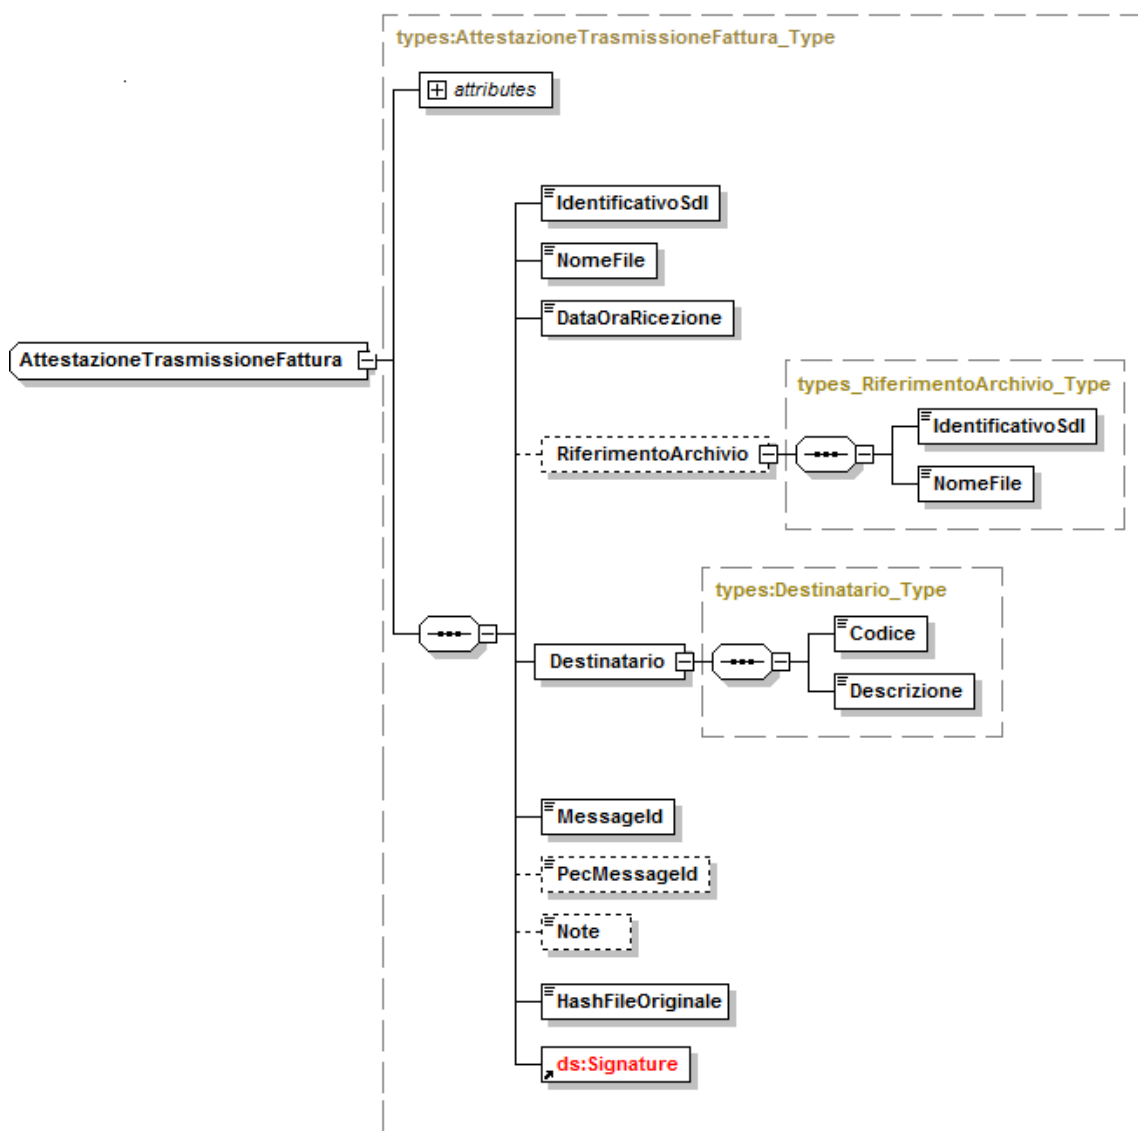 types:AttestazioneTrasmissioneFattura_Type
attributes
IdentificativoSdI
NomeFile
DataOraRicezione
AttestazioneTrasmissioneFattura
types_RiferimentoArchivio_Type
IdentificativoSdI
RiferimentoArchivio
NomeFile
types:Destinatario_Type
Codice
Destinatario
Descrizione
MessageId
PecMessageId
Note
HashFileOriginale
ds:Signature